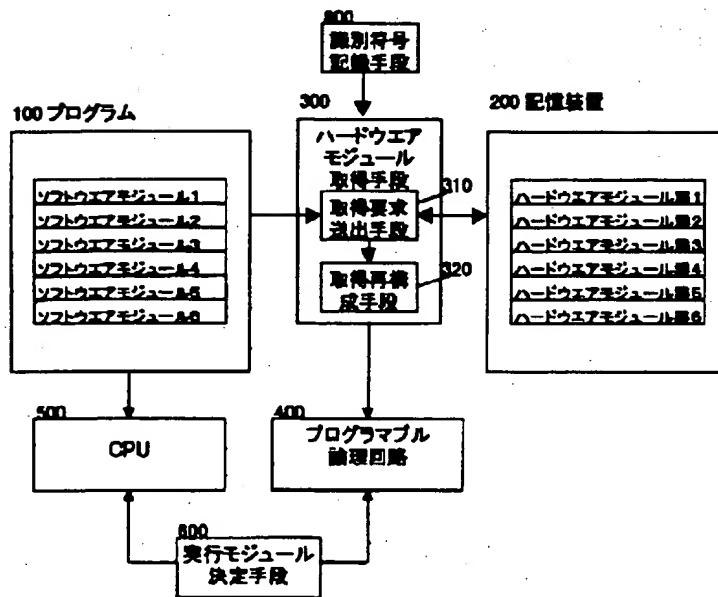 800
識別符号
記録手段
100 プログラム
ソフトウエアモジュール1
ソフトウエアモジュール2
ソフトウエアモジュール3
ソフトウエアモジュール4
ソフトウエアモジュール5
ソフトウエアモジュール6
300
ハードウエア
モジュール
取得手段
310
取得要求
送出手段
320
取得再構
成手段
200 記憶装置
ハードウエアモジュール群1
ハードウエアモジュール群2
ハードウエアモジュール群3
ハードウエアモジュール群4
ハードウエアモジュール群5
ハードウエアモジュール群6
500
CPU
400
プログラマブル
論理回路
600
実行モジュール
決定手段